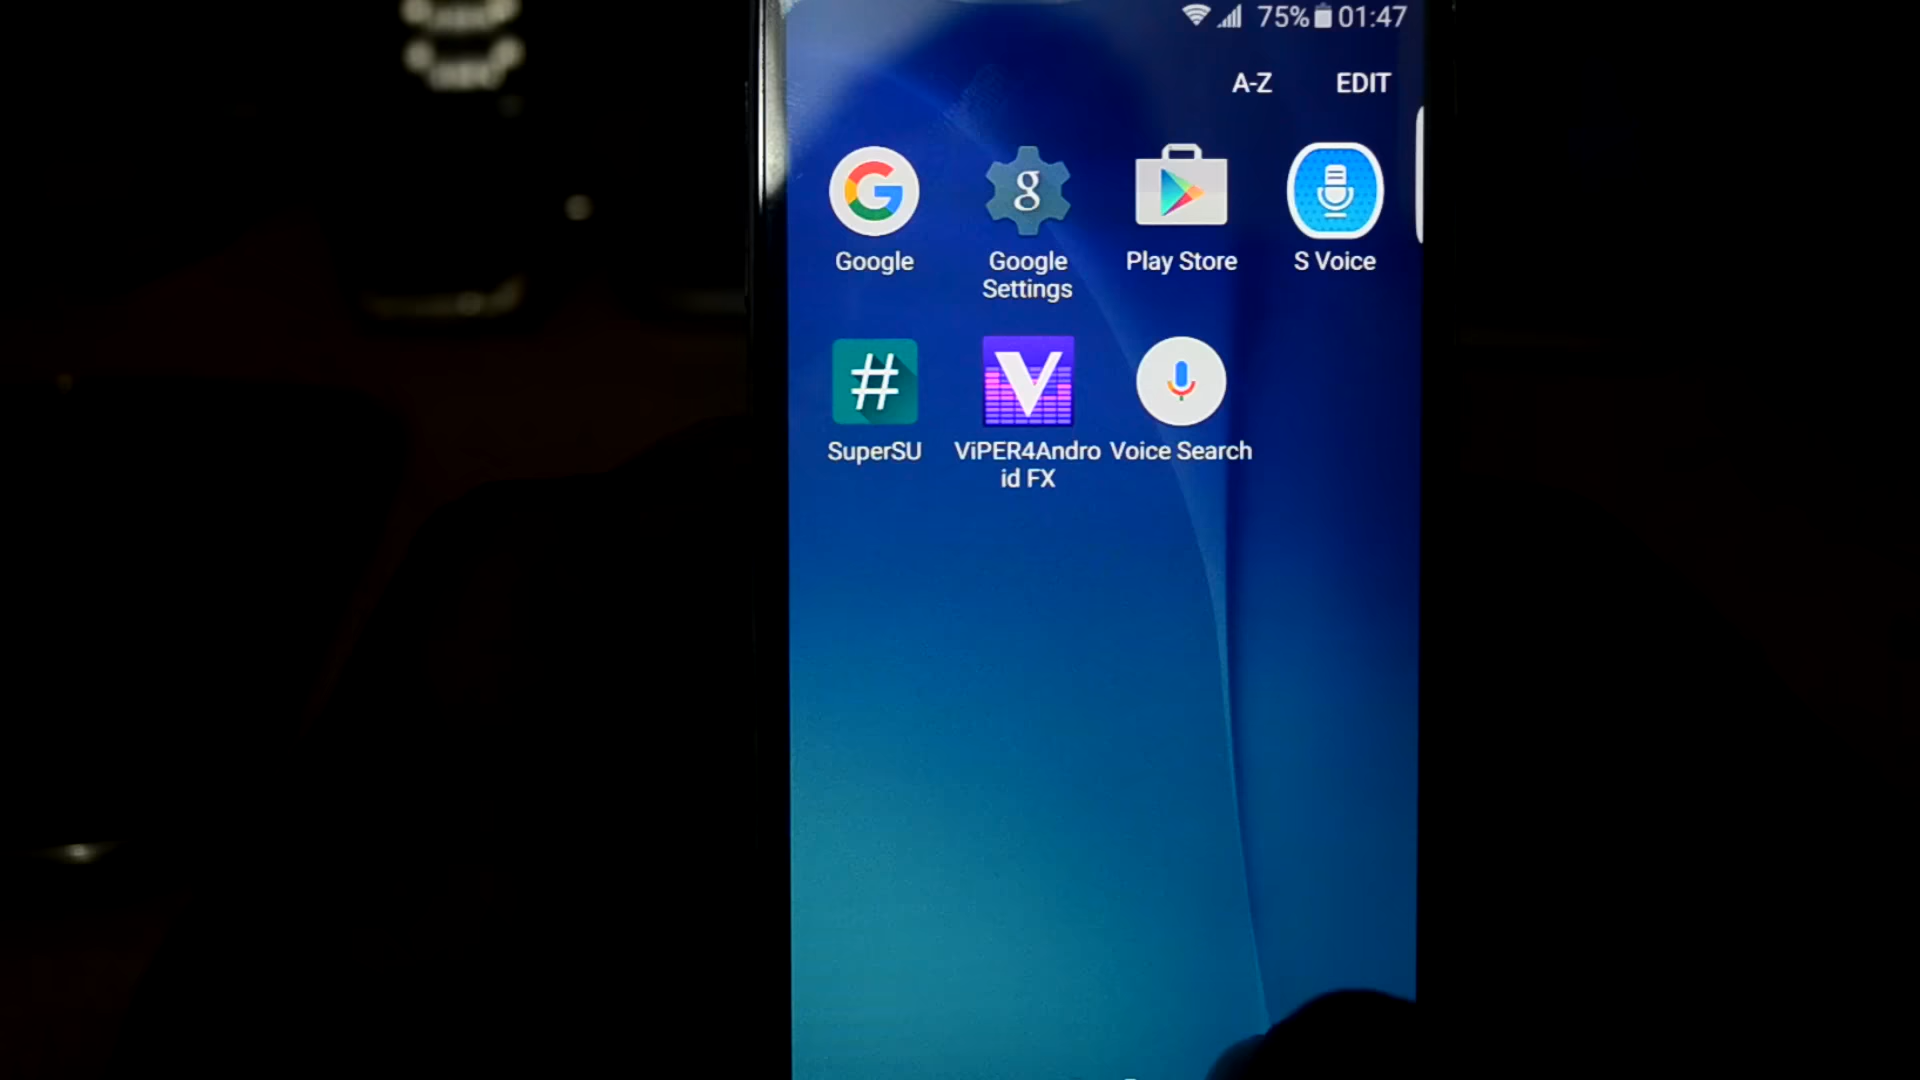 75% 01:47
A-Z EDIT
Google
Google
Settings
Play Store
S Voice
SuperSU
ViPER4Andro
id FX
Voice Search